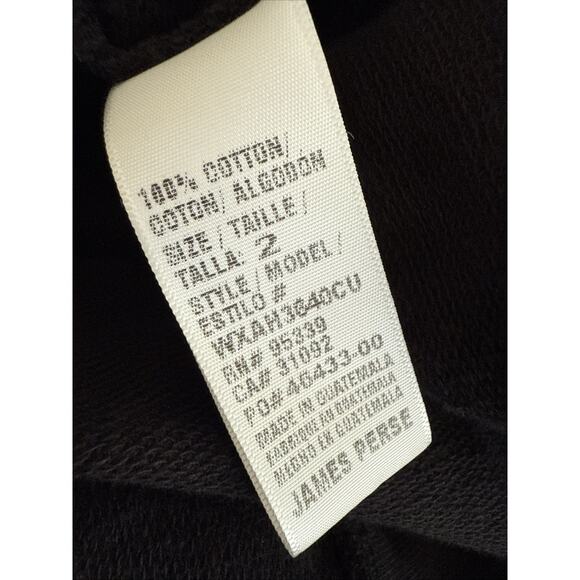 100% COTTON/
COTON/ ALGODON
SIZE / TAILLE/
TALLA: 2
STYLE / MODEL/
ESTILO #
WXAH3640CU
RN# 95339
CA# 31092
PO#46433.00
MADE IN GUATEMALA
FABRIQUE EN GUATEMALA
HECHO EN GUATEMALA
JAMES PERSE